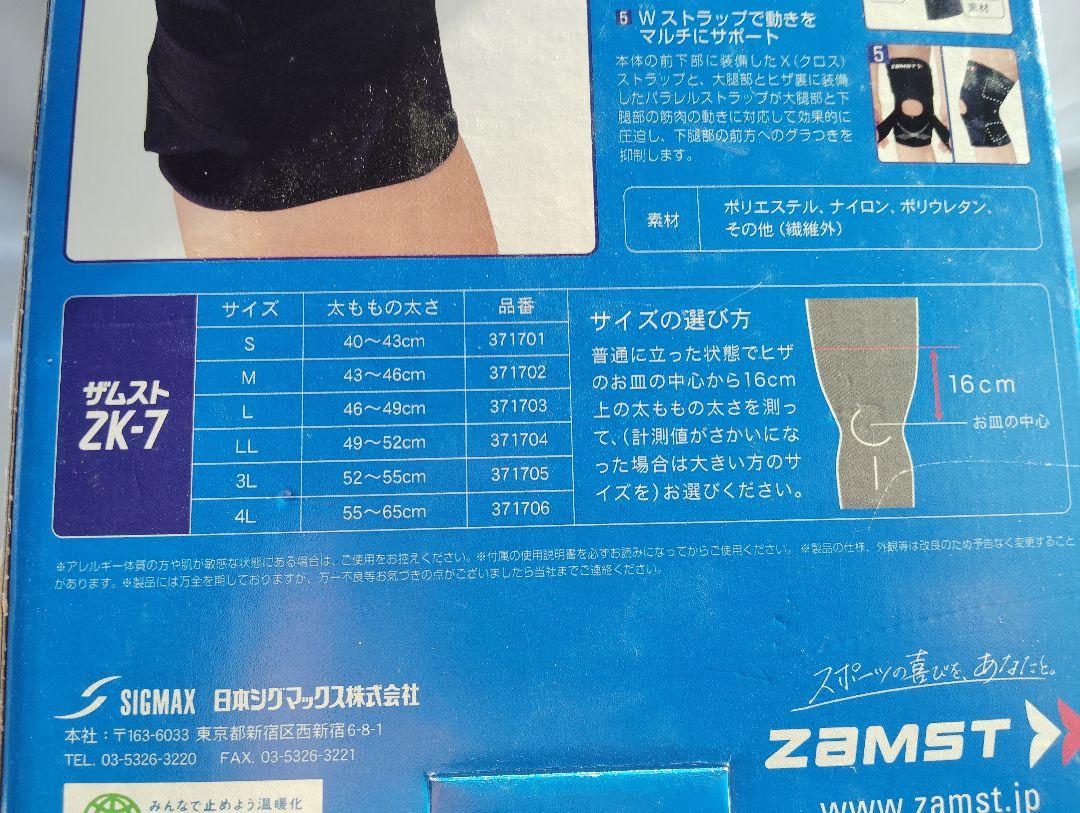 5 Wストラップで動きを
マルチにサポート
本体の前下部に装備したX(クロス)
ストラップと、大腿部とヒザ裏に装備
したパラレルストラップが大腿部と下
腿部の筋肉の動きに対応して効果的に
圧迫し、下腿部の前方へのグラつきを
抑制します。
素材
5
ZAMST
素材
ポリエステル、ナイロン、ポリウレタン、
その他(繊維外)
ザムスト
ZK-7
サイズ 太ももの太さ 品番
S 40〜43cm 371701
M 43〜46cm 371702
L 46〜49cm 371703
LL 49〜52cm 371704
3L 52〜55cm 371705
4L 55〜65cm 371706
サイズの選び方
普通に立った状態でヒザ
のお皿の中心から16cm
上の太ももの太さを測っ
て、(計測値がさかいにな
った場合は大きい方のサ
イズを)お選びください。
16cm
お皿の中心
※アレルギー体質の方や肌が敏感な状態にある場合は、ご使用をお控えください。※付属の使用説明書を必ずお読みになってからご使用ください。※製品の仕様、外観等は改良のため予告なく変更すること
があります。※製品には万全を期しておりますが、万一不良等お気づきの点がございましたら当社までご連絡ください。
SIGMAX 日本シグマックス株式会社
本社:〒163-6033 東京都新宿区西新宿6-8-1
TEL. 03-5326-3220 FAX. 03-5326-3221
みんなで止めよう温暖化
スポーツの喜びを、あなたと。
ZAMST
www.zamst.jp